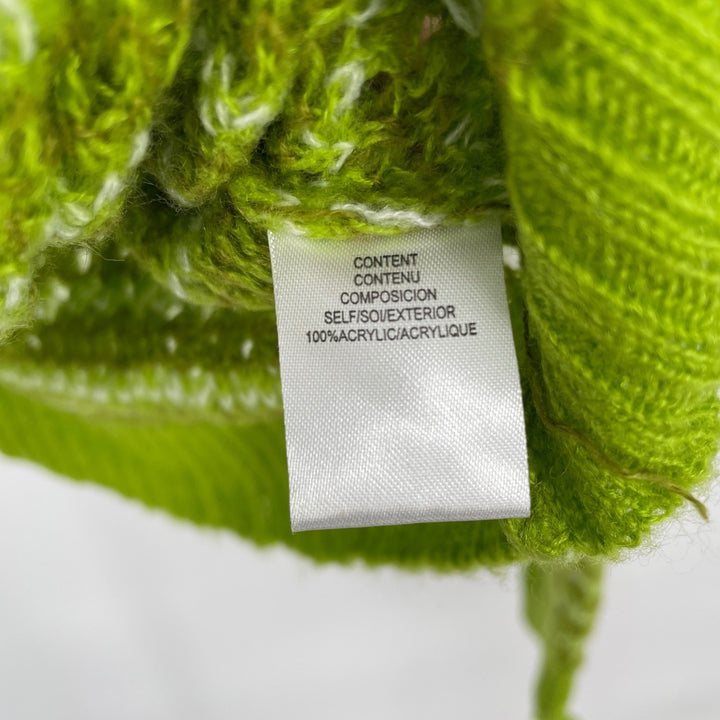 CONTENT
CONTENU
COMPOSICION
SELF/SOI/EXTERIOR
100%ACRYLIC/ACRYLIQUE